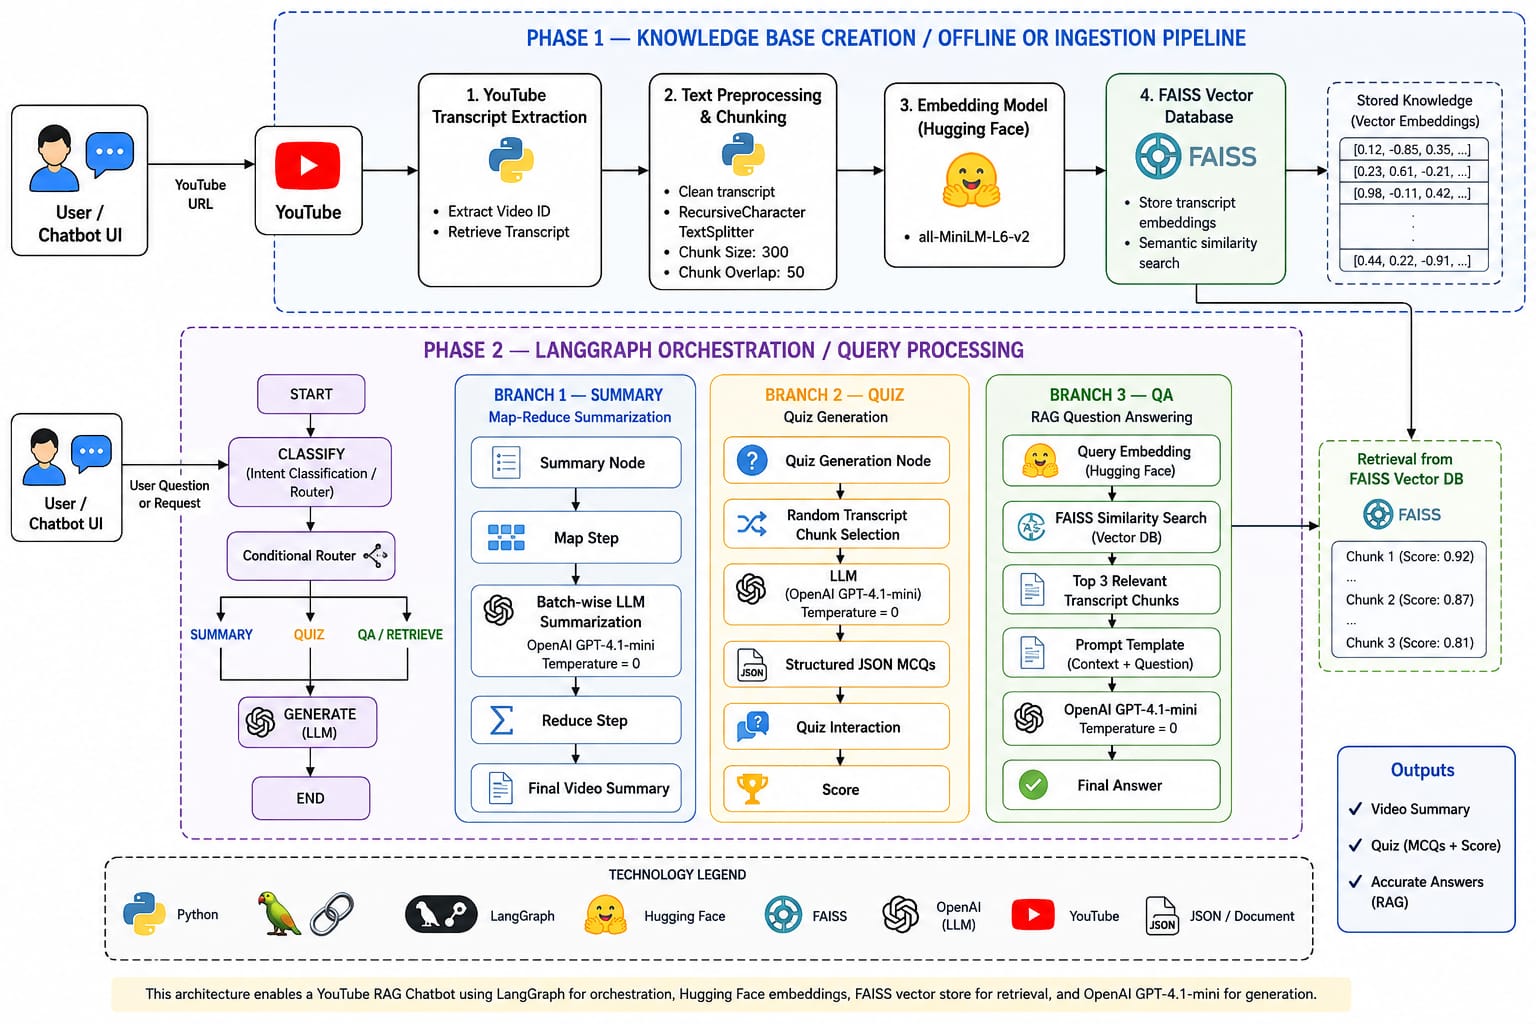 PHASE 1 — KNOWLEDGE BASE CREATION / OFFLINE OR INGESTION PIPELINE
User /
Chatbot UI
YouTube
URL
YouTube
1. YouTube
Transcript Extraction
• Extract Video ID
• Retrieve Transcript
2. Text Preprocessing
& Chunking
• Clean transcript
• RecursiveCharacter
TextSplitter
• Chunk Size: 300
• Chunk Overlap: 50
3. Embedding Model
(Hugging Face)
• all-MiniLM-L6-v2
4. FAISS Vector
Database
FAISS
• Store transcript
embeddings
• Semantic similarity
search
Stored Knowledge
(Vector Embeddings)
[0.12, -0.85, 0.35, ...]
[0.23, 0.61, -0.21, ...]
[0.98, -0.11, 0.42, ...]
.
.
.
[0.44, 0.22, -0.91, ...]
PHASE 2 — LANGGRAPH ORCHESTRATION / QUERY PROCESSING
User /
Chatbot UI
User Question
or Request
START
CLASSIFY
(Intent Classification /
Router)
Conditional Router
SUMMARY
QUIZ
QA / RETRIEVE
GENERATE
(LLM)
END
BRANCH 1 — SUMMARY
Map-Reduce Summarization
Summary Node
Map Step
Batch-wise LLM
Summarization
OpenAI GPT-4.1-mini
Temperature = 0
Reduce Step
Final Video Summary
BRANCH 2 — QUIZ
Quiz Generation
?
Quiz Generation Node
Random Transcript
Chunk Selection
LLM
(OpenAI GPT-4.1-mini)
Temperature = 0
JSON
Structured JSON MCQs
?
Quiz Interaction
Score
BRANCH 3 — QA
RAG Question Answering
Query Embedding
(Hugging Face)
FAISS Similarity Search
(Vector DB)
Top 3 Relevant
Transcript Chunks
Prompt Template
(Context + Question)
OpenAI GPT-4.1-mini
Temperature = 0
Final Answer
Retrieval from
FAISS Vector DB
FAISS
Chunk 1 (Score: 0.92)
...
Chunk 2 (Score: 0.87)
...
Chunk 3 (Score: 0.81)
Outputs
✓ Video Summary
✓ Quiz (MCQs + Score)
✓ Accurate Answers
(RAG)
TECHNOLOGY LEGEND
Python
LangGraph
Hugging Face
FAISS
OpenAI
(LLM)
YouTube
JSON
JSON / Document
This architecture enables a YouTube RAG Chatbot using LangGraph for orchestration, Hugging Face embeddings, FAISS vector store for retrieval, and OpenAI GPT-4.1-mini for generation.